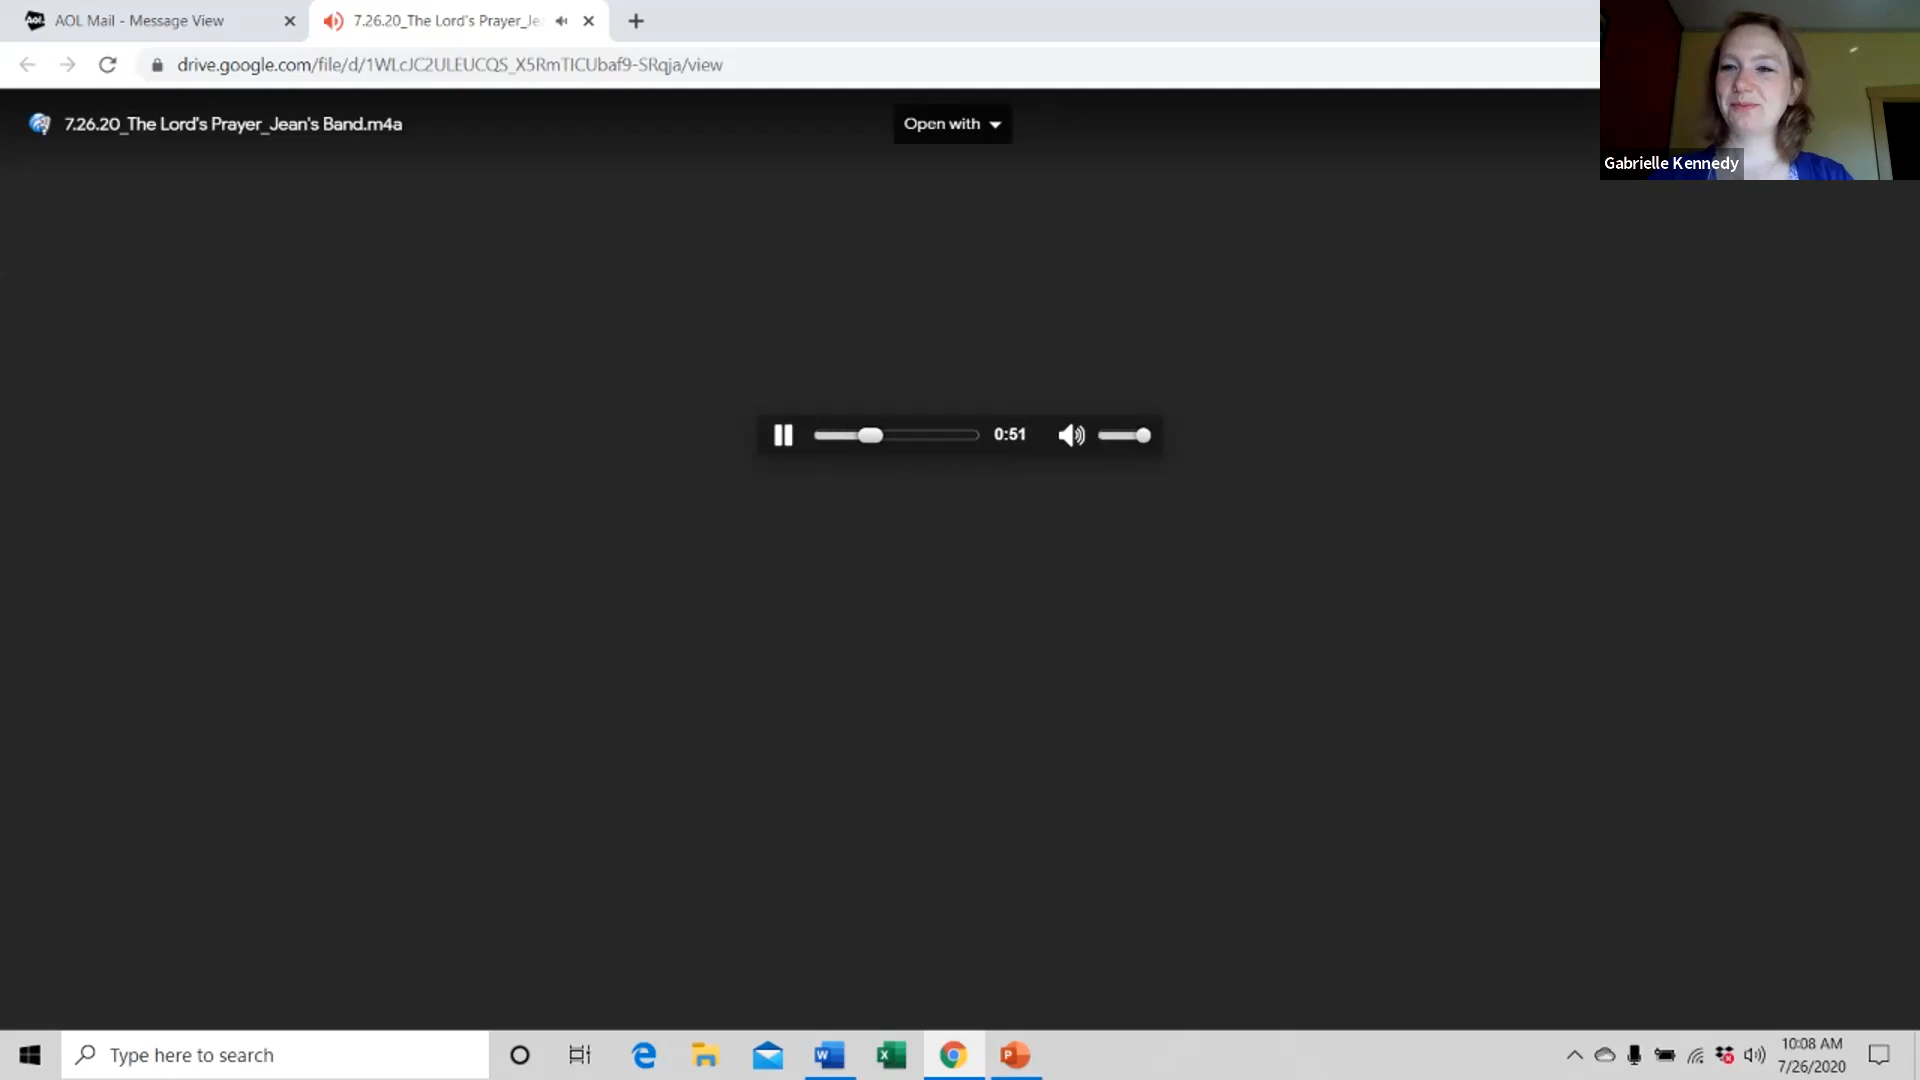 AOL Mail - Message View
7.26.20_The Lord's Prayer_Je
drive.google.com/file/d/1WLcJC2ULEUCQS_X5RmTICUbaf9-SRqja/view
7.26.20_The Lord's Prayer_Jean's Band.m4a
Open with
Gabrielle Kennedy
0:51
Type here to search
10:08 AM
7/26/2020